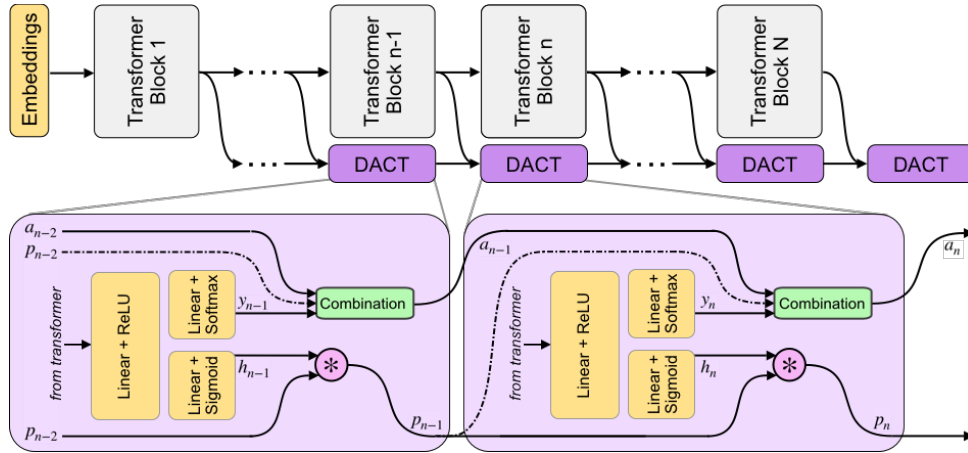 Embeddings
Transformer
Block 1
Transformer
Block n-1
Transformer
Block n
Transformer
Block N
DACT
DACT
DACT
DACT
a_{n-2}
p_{n-2}
from transformer
Linear + ReLU
Linear +
Softmax
y_{n-1}
Combination
Linear +
Sigmoid
h_{n-1}
*
p_{n-2}
p_{n-1}
a_{n-1}
from transformer
Linear + ReLU
Linear +
Softmax
y_n
Combination
Linear +
Sigmoid
h_n
*
p_n
a_n